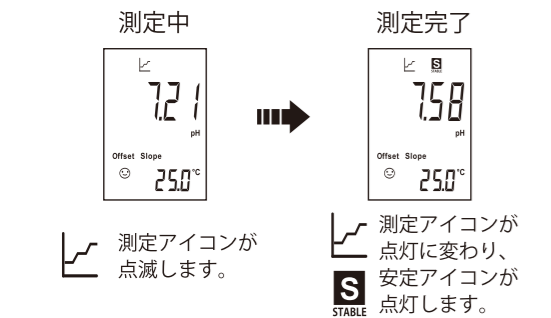 測定中
7.21
pH
Offset Slope
25.0 °C
測定アイコンが
点滅します。
測定完了
S
STABLE
7.58
pH
Offset Slope
25.0 °C
測定アイコンが
点灯に変わり、
S
STABLE
安定アイコンが
点灯します。